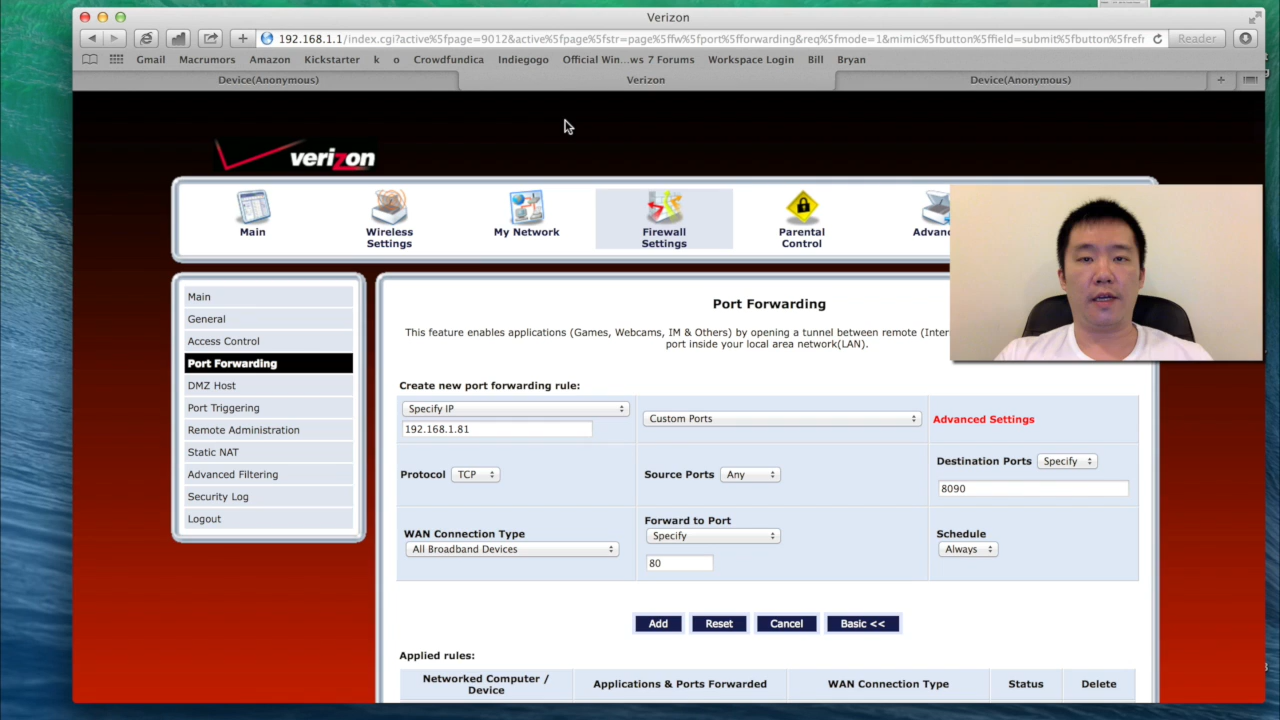 Verizon
192.168.1.1/index.cgi?active%5fpage=9012&active%5fpage%5fstr=page%5ffw%5fport%5fforwarding&req%5fmode=1&mimic%5fbutton%5ffield=submit%5fbutton%5frefr
Reader
Gmail Macrumors Amazon Kickstarter k o Crowdfundica Indiegogo Official Win...ws 7 Forums Workspace Login Bill Bryan
Device(Anonymous) Verizon Device(Anonymous)
verizon
Main
Wireless
Settings
My Network
Firewall
Settings
Parental
Control
Advanc
Main
General
Access Control
Port Forwarding
DMZ Host
Port Triggering
Remote Administration
Static NAT
Advanced Filtering
Security Log
Logout
Port Forwarding
This feature enables applications (Games, Webcams, IM & Others) by opening a tunnel between remote (Inter
port inside your local area network(LAN).
Create new port forwarding rule:
Specify IP
192.168.1.81
Custom Ports
Advanced Settings
Protocol TCP
Source Ports Any
Destination Ports Specify
8090
WAN Connection Type
All Broadband Devices
Forward to Port
Specify
80
Schedule
Always
Add Reset Cancel Basic <<
Applied rules:
Networked Computer /
Device
Applications & Ports Forwarded
WAN Connection Type
Status
Delete